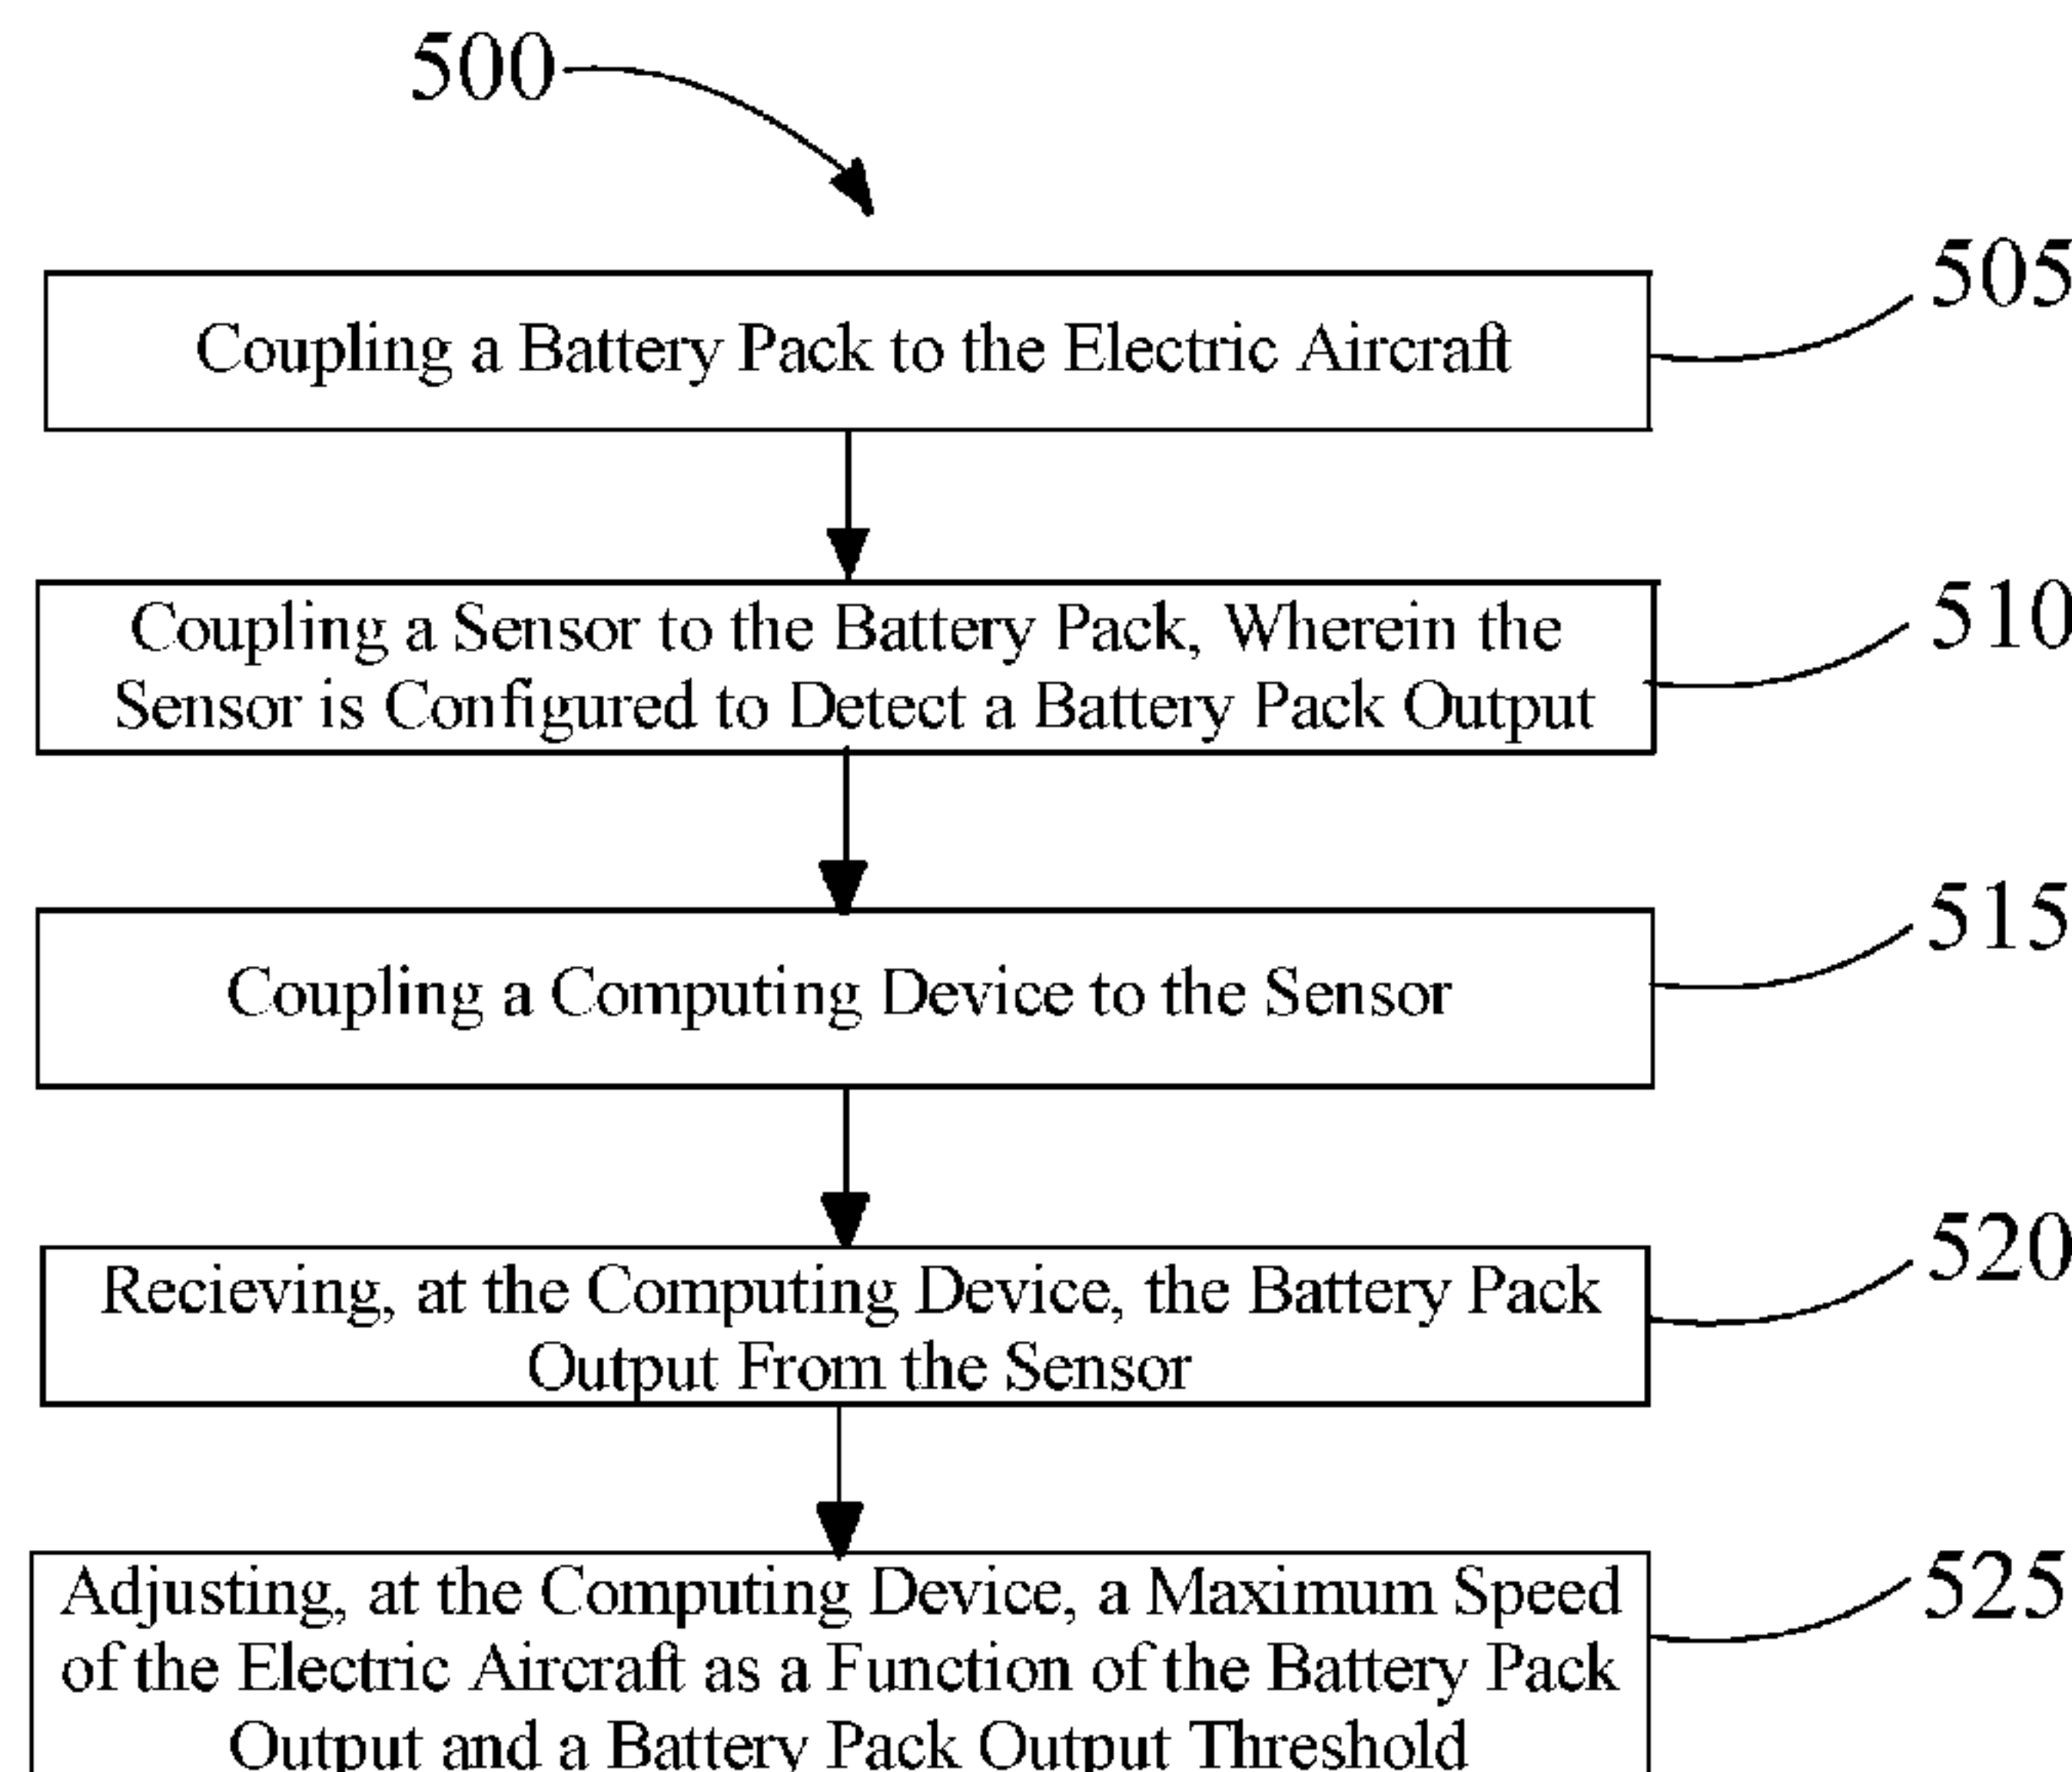 500
505
Coupling a Battery Pack to the Electric Aircraft
510
Coupling a Sensor to the Battery Pack, Wherein the
Sensor is Configured to Detect a Battery Pack Output
515
Coupling a Computing Device to the Sensor
520
Recieving, at the Computing Device, the Battery Pack
Output From the Sensor
525
Adjusting, at the Computing Device, a Maximum Speed
of the Electric Aircraft as a Function of the Battery Pack
Output and a Battery Pack Output Threshold